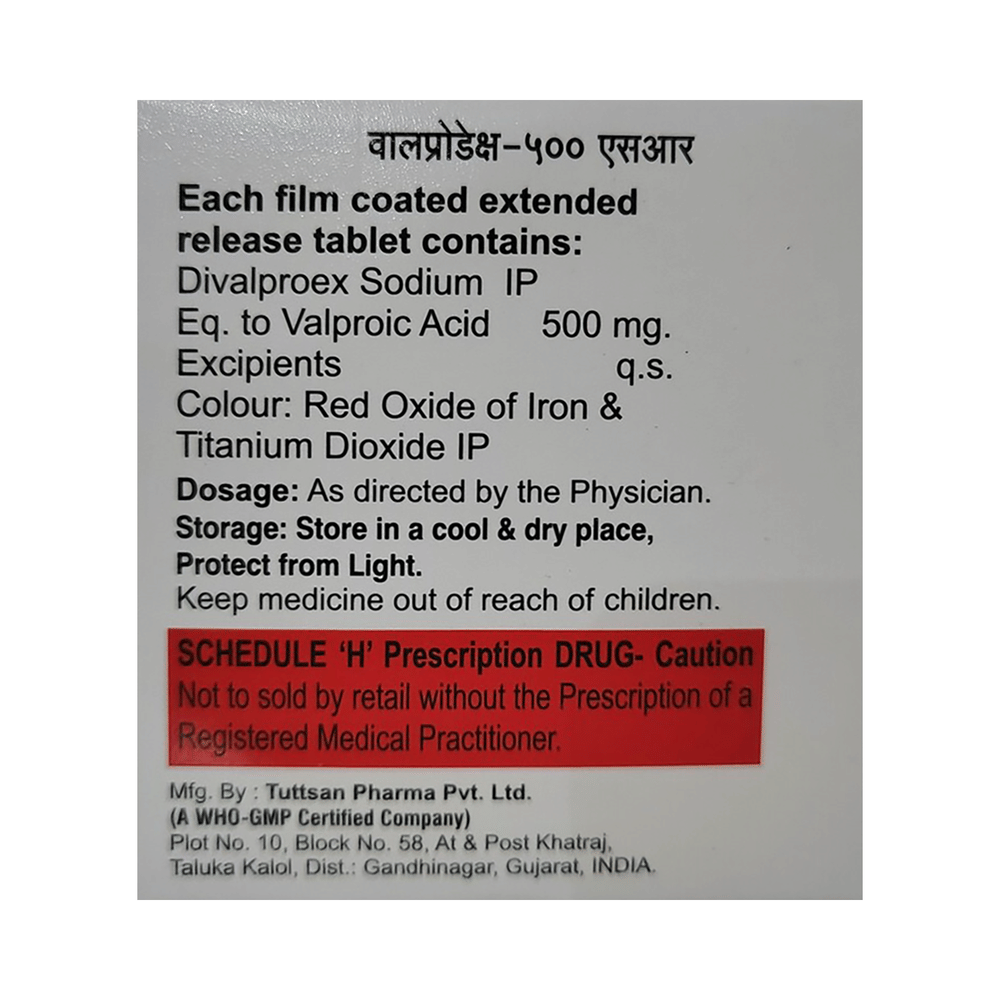 वालप्रोडेक्ष-५०० एसआर
Each film coated extended
release tablet contains:
Divalproex Sodium IP
Eq. to Valproic Acid 500 mg.
Excipients q.s.
Colour: Red Oxide of Iron &
Titanium Dioxide IP
Dosage: As directed by the Physician.
Storage: Store in a cool & dry place,
Protect from Light.
Keep medicine out of reach of children.
SCHEDULE ‘H’ Prescription DRUG- Caution
Not to sold by retail without the Prescription of a
Registered Medical Practitioner.
Mfg. By : Tuttsan Pharma Pvt. Ltd.
(A WHO-GMP Certified Company)
Plot No. 10, Block No. 58, At & Post Khatraj,
Taluka Kalol, Dist.: Gandhinagar, Gujarat, INDIA.